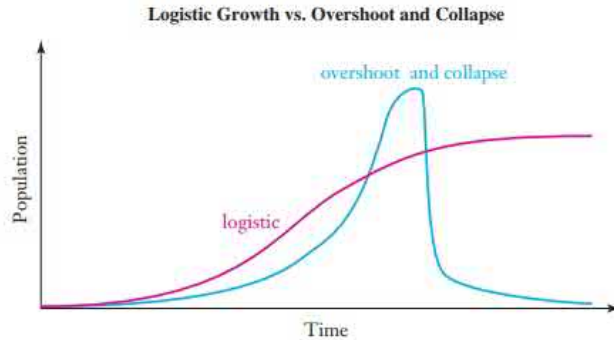 Logistic Growth vs. Overshoot and Collapse
overshoot and collapse
Population
logistic
Time